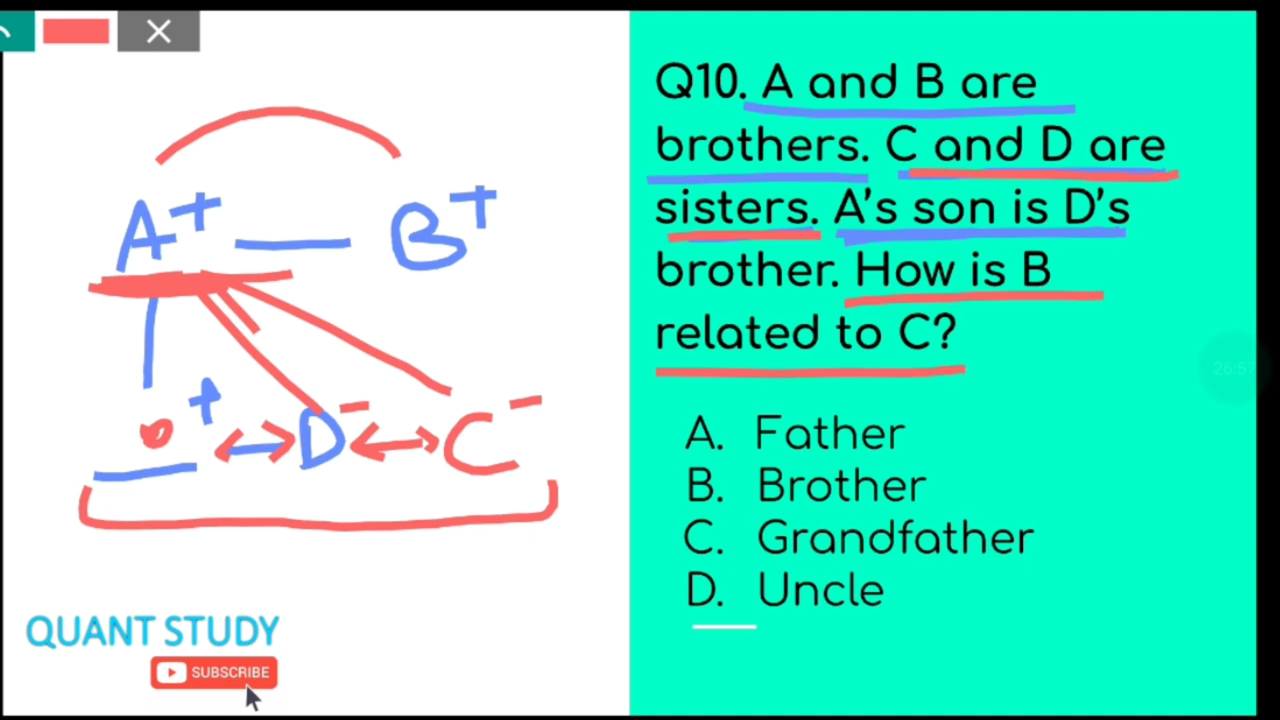 A+ B+
+ D- C-
QUANT STUDY
SUBSCRIBE
Q10. A and B are
brothers. C and D are
sisters. A's son is D's
brother. How is B
related to C?
A. Father
B. Brother
C. Grandfather
D. Uncle